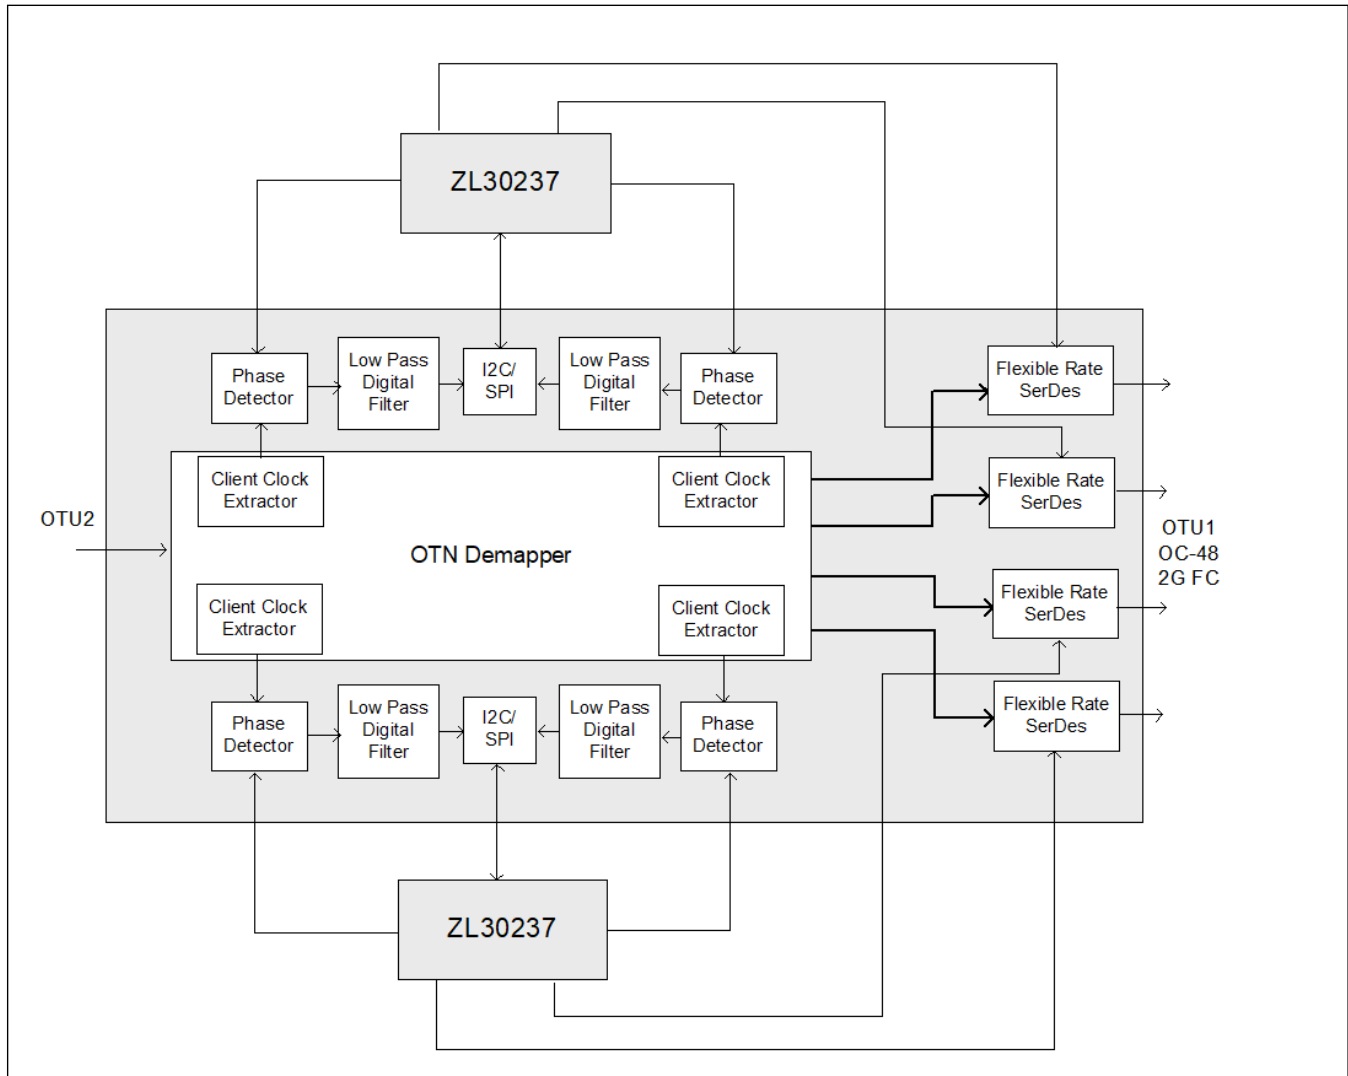 ZL30237
Phase
Detector
Low Pass
Digital
Filter
I2C/
SPI
Low Pass
Digital
Filter
Phase
Detector
Flexible Rate
SerDes
Client Clock
Extractor
Client Clock
Extractor
Flexible Rate
SerDes
OTU2
OTN Demapper
OTU1
OC-48
2G FC
Client Clock
Extractor
Client Clock
Extractor
Flexible Rate
SerDes
Phase
Detector
Low Pass
Digital
Filter
I2C/
SPI
Low Pass
Digital
Filter
Phase
Detector
Flexible Rate
SerDes
ZL30237